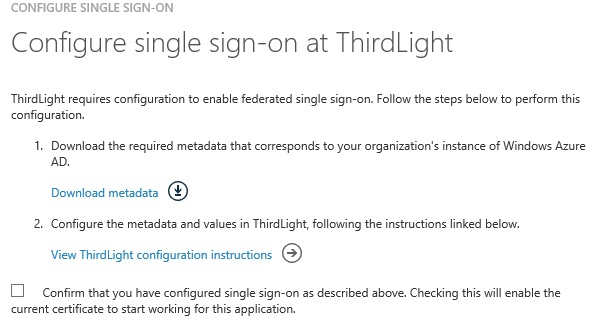 CONFIGURE SINGLE SIGN-ON
Configure single sign-on at ThirdLight
ThirdLight requires configuration to enable federated single sign-on. Follow the steps below to perform this
configuration.
1. Download the required metadata that corresponds to your organization's instance of Windows Azure
AD.
Download metadata
2. Configure the metadata and values in ThirdLight, following the instructions linked below.
View ThirdLight configuration instructions
Confirm that you have configured single sign-on as described above. Checking this will enable the
current certificate to start working for this application.